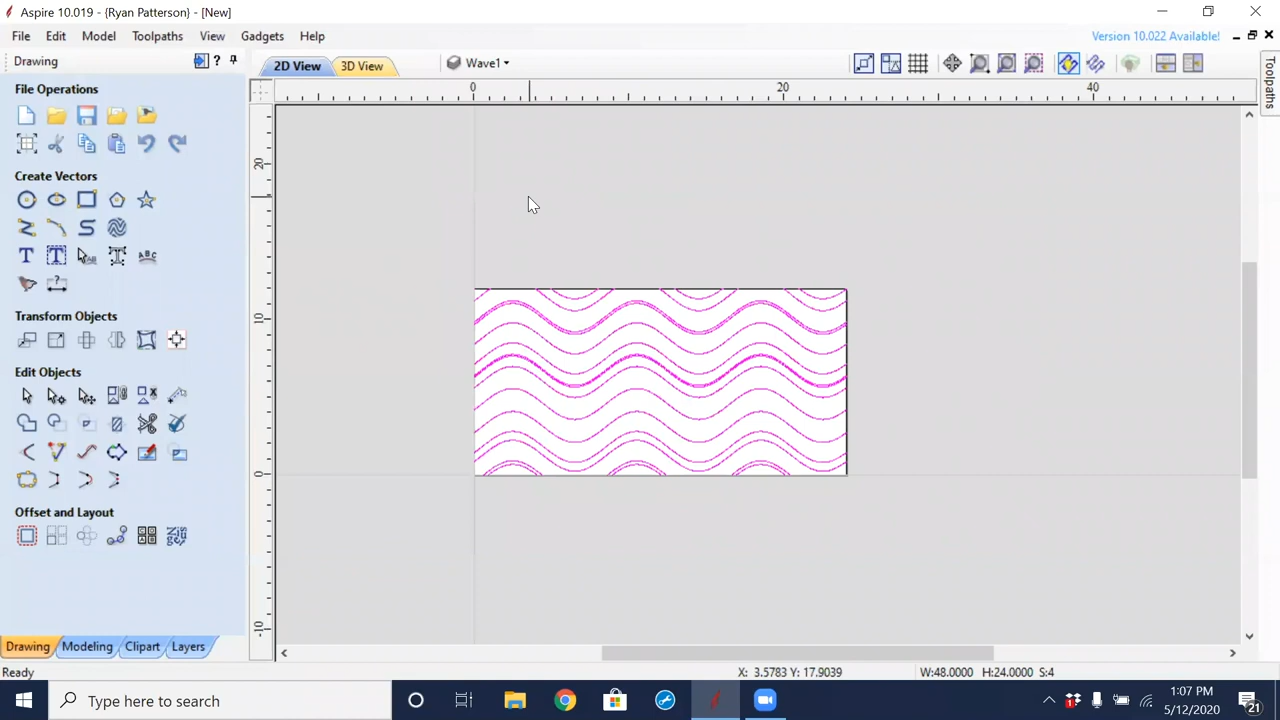 Aspire 10.019 - {Ryan Patterson} - [New]
File Edit Model Toolpaths View Gadgets Help
Version 10.022 Available!
Drawing
2D View
3D View
Wave1
Toolpaths
File Operations
0 20 40
20
10
0
-10
Create Vectors
Transform Objects
Edit Objects
Offset and Layout
Drawing Modeling Clipart Layers
Ready
X: 3.5783 Y: 17.9039
W:48.0000 H:24.0000 S:4
Type here to search
1:07 PM
5/12/2020
21